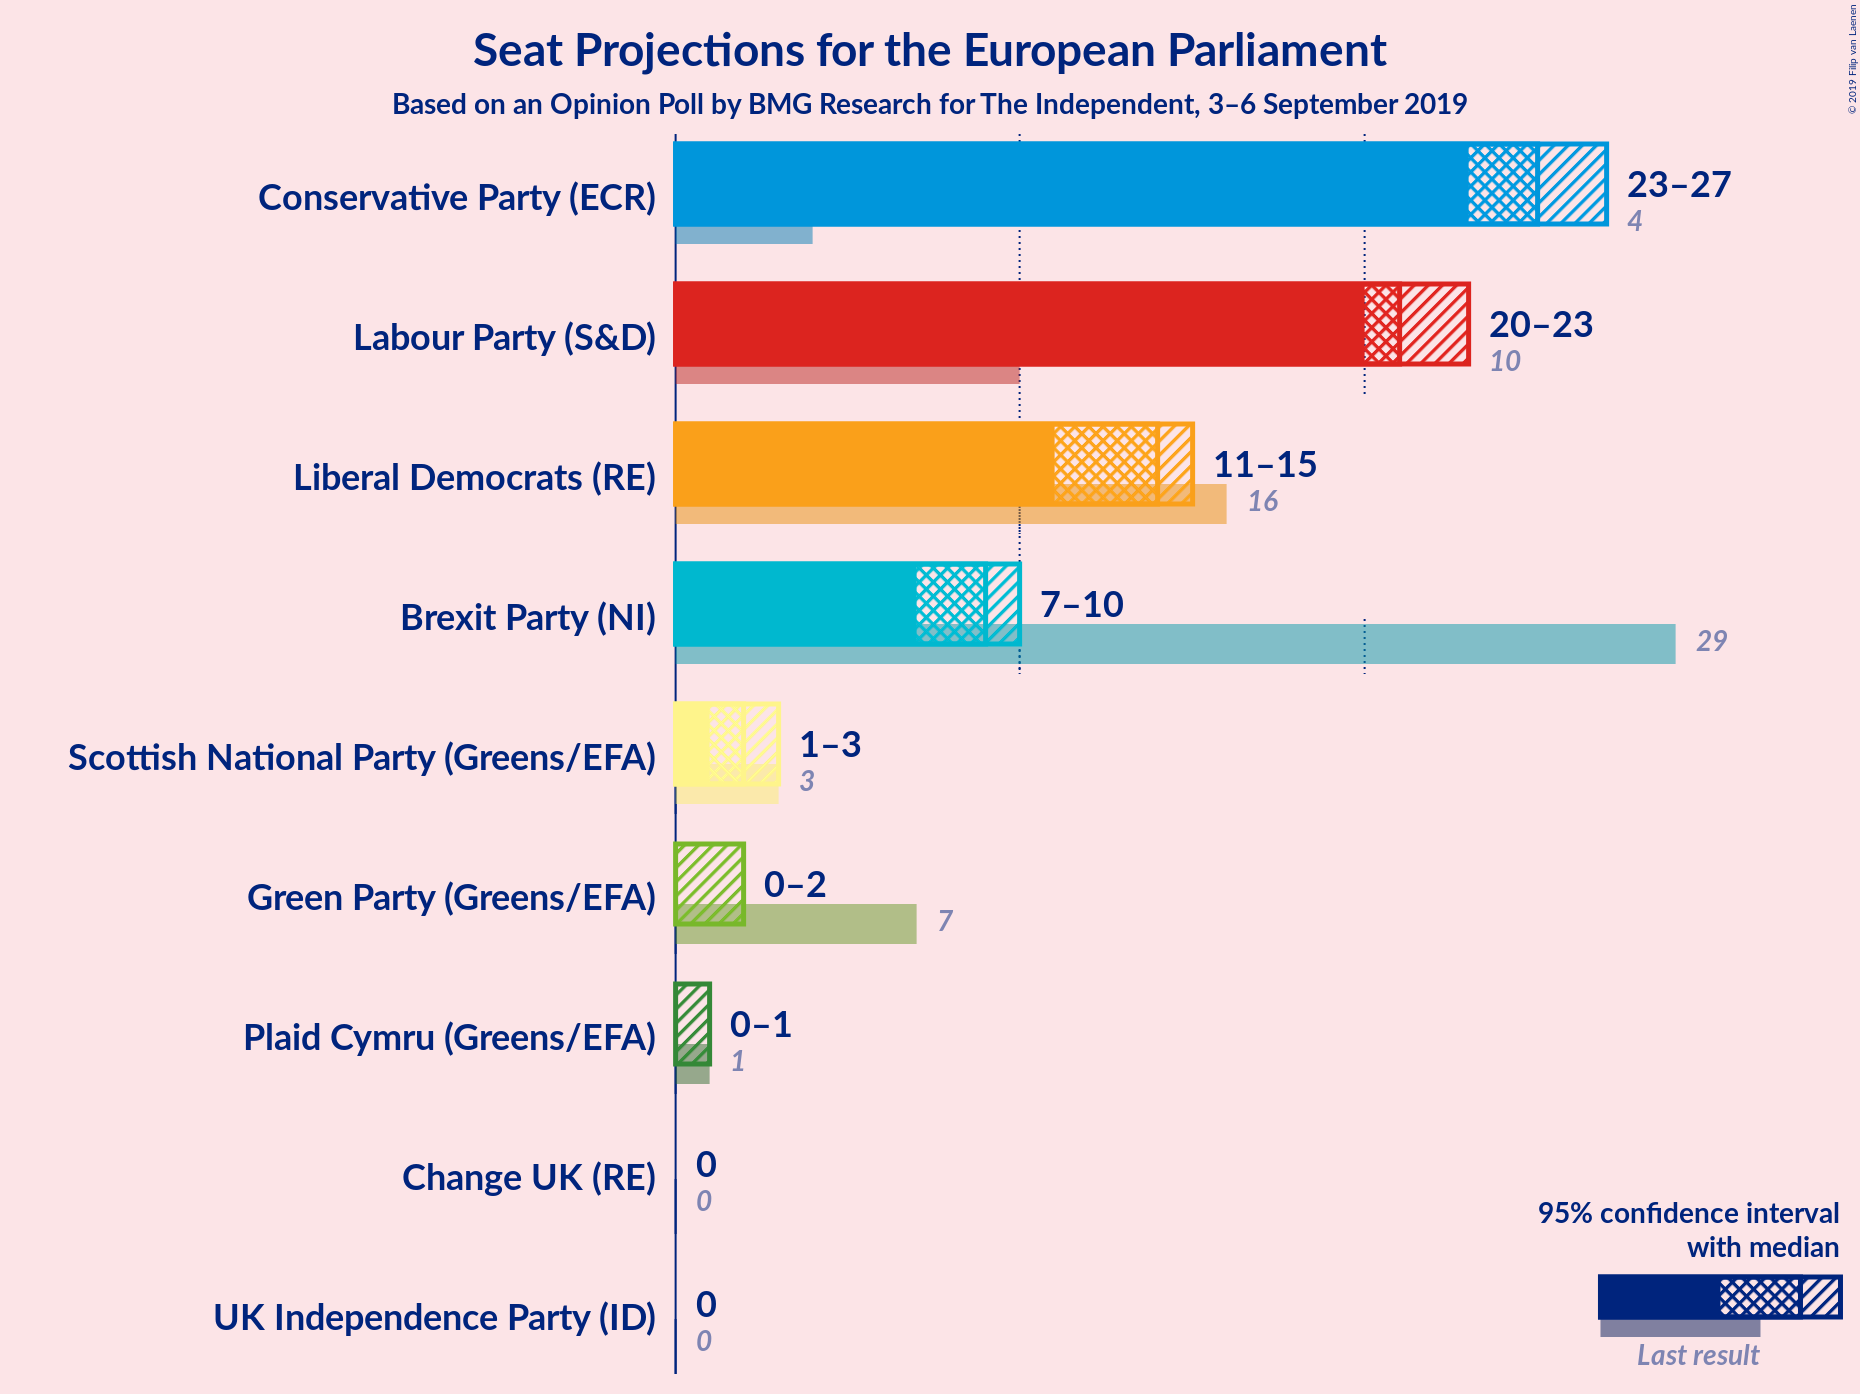 Seat Projections for the European Parliament
Based on an Opinion Poll by BMG Research for The Independent, 3–6 September 2019
© 2019 Filip van Laenen
Conservative Party (ECR)
23–27
4
Labour Party (S&D)
20–23
10
Liberal Democrats (RE)
11–15
16
Brexit Party (NI)
7–10
29
Scottish National Party (Greens/EFA)
1–3
3
Green Party (Greens/EFA)
0–2
7
Plaid Cymru (Greens/EFA)
0–1
1
Change UK (RE)
0
0
UK Independence Party (ID)
0
0
95% confidence interval
with median
Last result